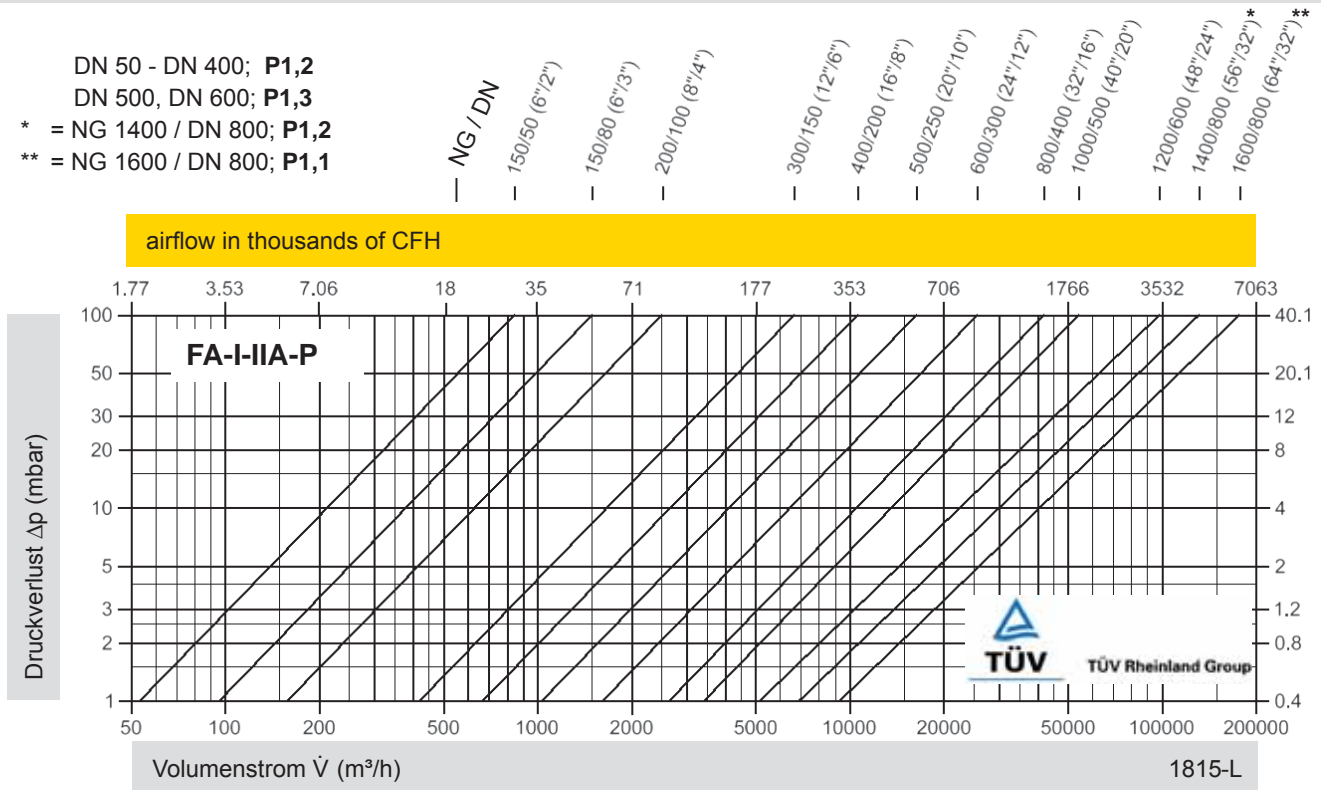 DN 50 - DN 400; P1,2
DN 500, DN 600; P1,3
* = NG 1400 / DN 800; P1,2
** = NG 1600 / DN 800; P1,1
NG / DN
150/50 (6"/2")
150/80 (6"/3")
200/100 (8"/4")
300/150 (12"/6")
400/200 (16"/8")
500/250 (20"/10")
600/300 (24"/12")
800/400 (32"/16")
1000/500 (40"/20")
1200/600 (48"/24")
1400/800 (56"/32")*
1600/800 (64"/32")**
airflow in thousands of CFH
1.77 3.53 7.06 18 35 71 177 353 706 1766 3532 7063
FA-I-IIA-P
Druckverlust Δp (mbar)
100
50
30
20
10
5
3
2
1
40.1
20.1
12
8
4
2
1.2
0.8
0.4
TÜV
TÜV Rheinland Group
50 100 200 500 1000 2000 5000 10000 20000 50000 100000 200000
Volumenstrom V̇ (m³/h) 1815-L